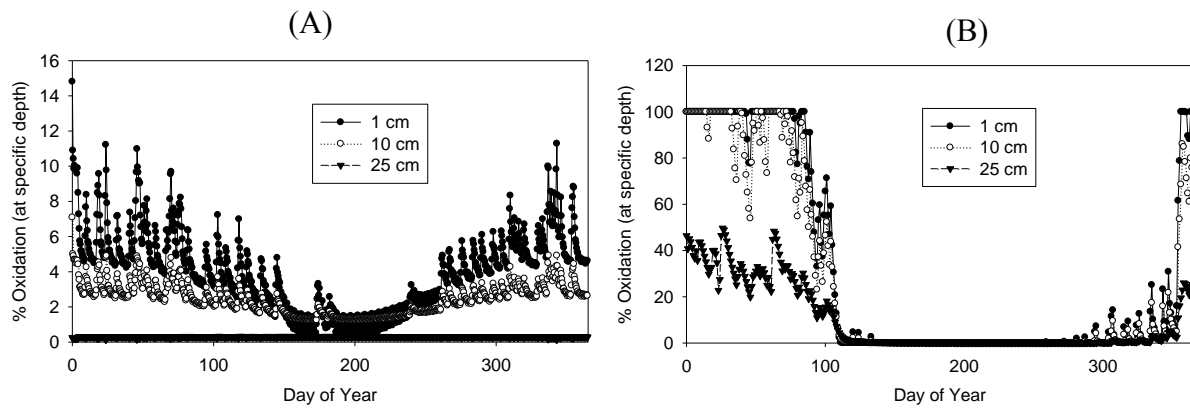 (A)
% Oxidation (at specific depth)
16
14
12
10
8
6
4
2
0
1 cm
10 cm
25 cm
0 100 200 300
Day of Year
(B)
% Oxidation (at specific depth)
120
100
80
60
40
20
0
1 cm
10 cm
25 cm
0 100 200 300
Day of Year